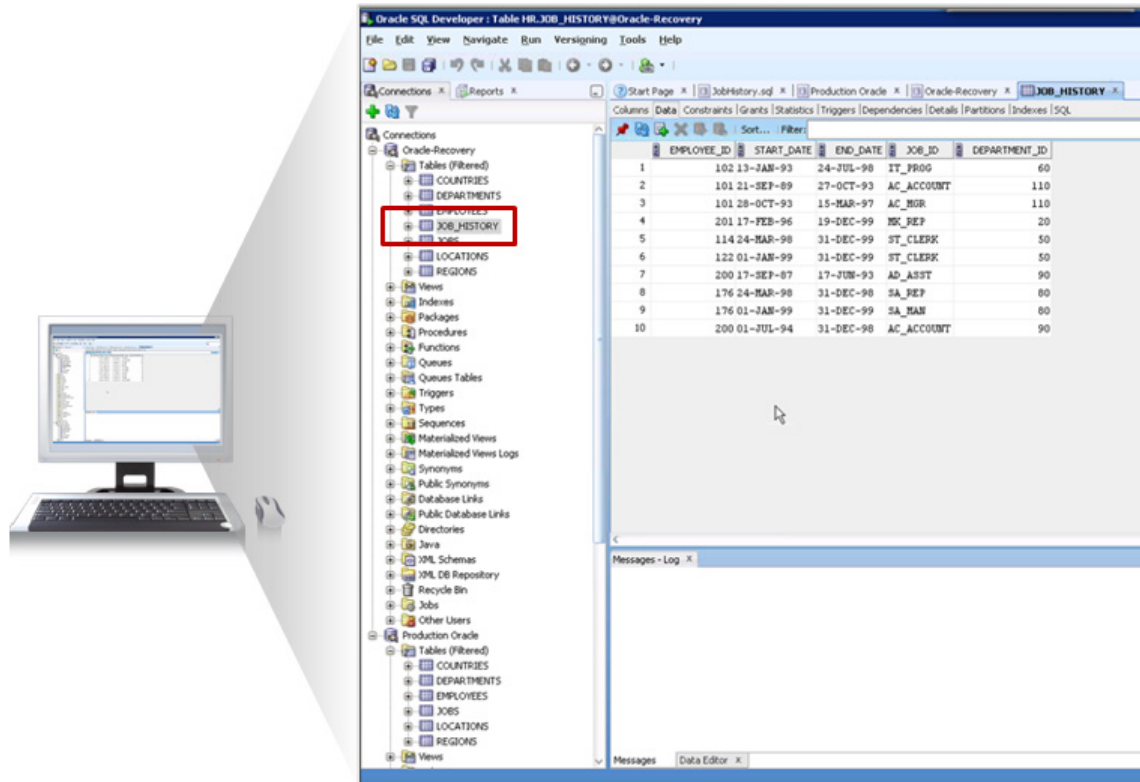 Oracle SQL Developer : Table HR.JOB_HISTORY@Oracle-Recovery
File Edit View Navigate Run Versioning Tools Help
Connections Reports
Start Page JobHistory.sql Production Oracle Oracle-Recovery JOB_HISTORY
Columns Data Constraints Grants Statistics Triggers Dependencies Details Partitions Indexes SQL
Sort... Filter:
Connections
Oracle-Recovery
Tables (Filtered)
COUNTRIES
DEPARTMENTS
EMPLOYEES
JOB_HISTORY
JOBS
LOCATIONS
REGIONS
Views
Indexes
Packages
Procedures
Functions
Queues
Queues Tables
Triggers
Types
Sequences
Materialized Views
Materialized Views Logs
Synonyms
Public Synonyms
Database Links
Public Database Links
Directories
Java
XML Schemas
XML DB Repository
Recycle Bin
Jobs
Other Users
Production Oracle
Tables (Filtered)
COUNTRIES
DEPARTMENTS
EMPLOYEES
JOBS
LOCATIONS
REGIONS
Views
EMPLOYEE_ID START_DATE END_DATE JOB_ID DEPARTMENT_ID
1 102 13-JAN-93 24-JUL-98 IT_PROG 60
2 101 21-SEP-89 27-OCT-93 AC_ACCOUNT 110
3 101 28-OCT-93 15-MAR-97 AC_MGR 110
4 201 17-FEB-96 19-DEC-99 MK_REP 20
5 114 24-MAR-98 31-DEC-99 ST_CLERK 50
6 122 01-JAN-99 31-DEC-99 ST_CLERK 50
7 200 17-SEP-87 17-JUN-93 AD_ASST 90
8 176 24-MAR-98 31-DEC-98 SA_REP 80
9 176 01-JAN-99 31-DEC-99 SA_MAN 80
10 200 01-JUL-94 31-DEC-98 AC_ACCOUNT 90
Messages - Log
Messages Data Editor